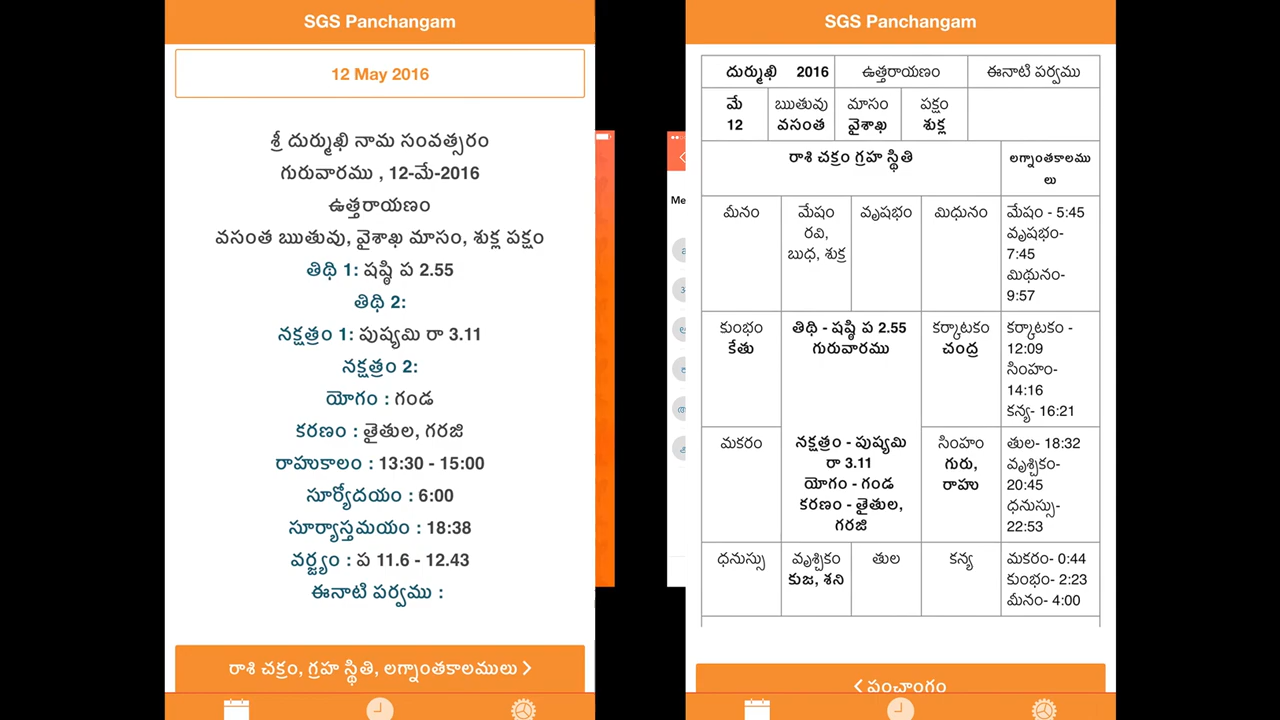 SGS Panchangam
12 May 2016
శ్రీ దుర్ముఖి నామ సంవత్సరం
గురువారము , 12-మే-2016
ఉత్తరాయణం
వసంత ఋతువు, వైశాఖ మాసం, శుక్ల పక్షం
తిథి 1: షష్ఠి ప 2.55
తిథి 2:
నక్షత్రం 1: పుష్యమి రా 3.11
నక్షత్రం 2:
యోగం : గండ
కరణం : తైతుల, గరజి
రాహుకాలం : 13:30 - 15:00
సూర్యోదయం : 6:00
సూర్యాస్తమయం : 18:38
వర్జ్యం : ప 11.6 - 12.43
ఈనాటి పర్వము :
రాశి చక్రం, గ్రహ స్థితి, లగ్నాంతకాలములు
Me
SGS Panchangam
దుర్ముఖి 2016 ఉత్తరాయణం ఈనాటి పర్వము
మే ఋతువు మాసం పక్షం
12 వసంత వైశాఖ శుక్ల
రాశి చక్రం గ్రహ స్థితి
లగ్నాంతకాలము
లు
మీనం
మేషం
రవి,
బుధ, శుక్ర
వృషభం
మిధునం
మేషం - 5:45
వృషభం-
7:45
మిథునం-
9:57
కుంభం
కేతు
తిథి - షష్ఠి ప 2.55
గురువారము
కర్కాటకం
చంద్ర
కర్కాటకం -
12:09
సింహం-
14:16
కన్య- 16:21
మకరం
నక్షత్రం - పుష్యమి
రా 3.11
యోగం - గండ
కరణం - తైతుల,
గరజి
సింహం
గురు,
రాహు
తుల- 18:32
వృశ్చికం-
20:45
ధనుస్సు-
22:53
ధనుస్సు
వృశ్చికం
కుజ, శని
తుల
కన్య
మకరం- 0:44
కుంభం- 2:23
మీనం- 4:00
పంచాంగం